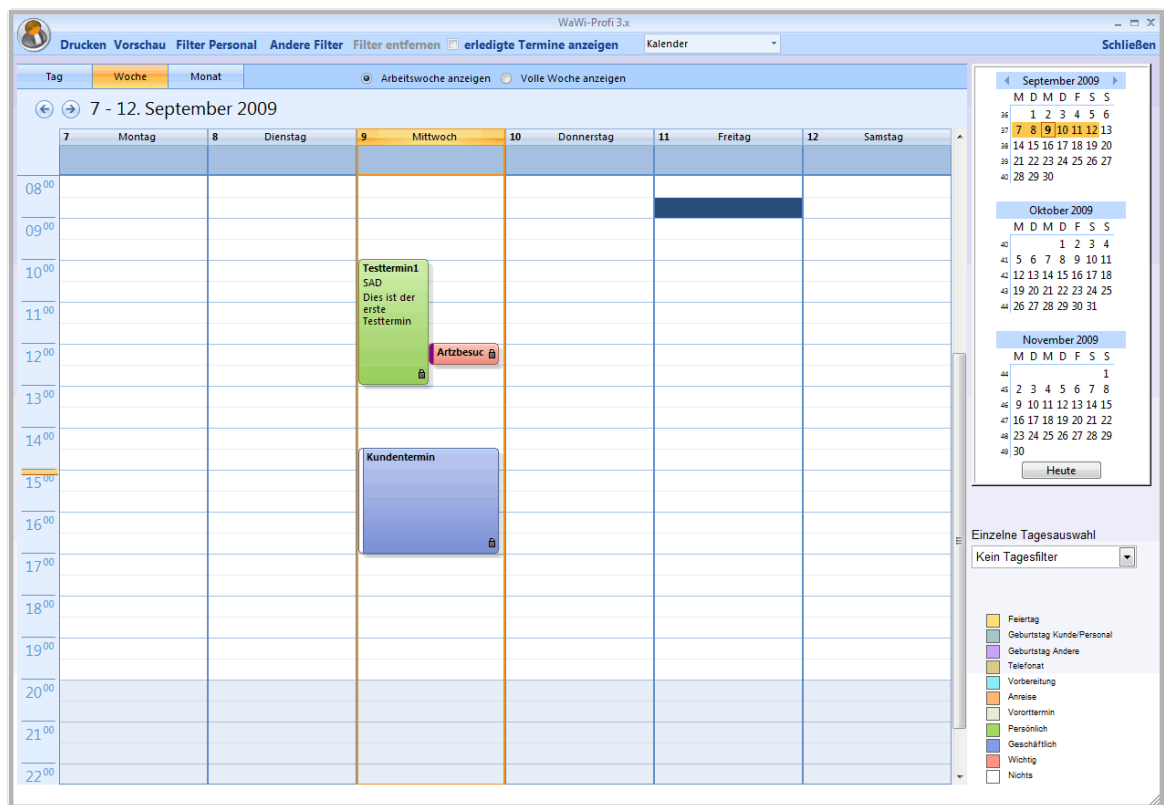 WaWi-Profi 3.x
Drucken Vorschau Filter Personal Andere Filter Filter entfernen erledigte Termine anzeigen Kalender Schließen
Tag Woche Monat Arbeitswoche anzeigen Volle Woche anzeigen
7 - 12. September 2009
7 Montag 8 Dienstag 9 Mittwoch 10 Donnerstag 11 Freitag 12 Samstag
08 00
09 00
10 00
11 00
12 00
13 00
14 00
15 00
16 00
17 00
18 00
19 00
20 00
21 00
22 00
Testtermin1
SAD
Dies ist der
erste
Testtermin
Artzbesuc
Kundentermin
September 2009
M D M D F S S
36 1 2 3 4 5 6
37 7 8 9 10 11 12 13
38 14 15 16 17 18 19 20
39 21 22 23 24 25 26 27
40 28 29 30
Oktober 2009
M D M D F S S
40 1 2 3 4
41 5 6 7 8 9 10 11
42 12 13 14 15 16 17 18
43 19 20 21 22 23 24 25
44 26 27 28 29 30 31
November 2009
M D M D F S S
44 1
45 2 3 4 5 6 7 8
46 9 10 11 12 13 14 15
47 16 17 18 19 20 21 22
48 23 24 25 26 27 28 29
49 30
Heute
Einzelne Tagesauswahl
Kein Tagesfilter
Feiertag
Geburtstag Kunde/Personal
Geburtstag Andere
Telefonat
Vorbereitung
Anreise
Vororttermin
Persönlich
Geschäftlich
Wichtig
Nichts